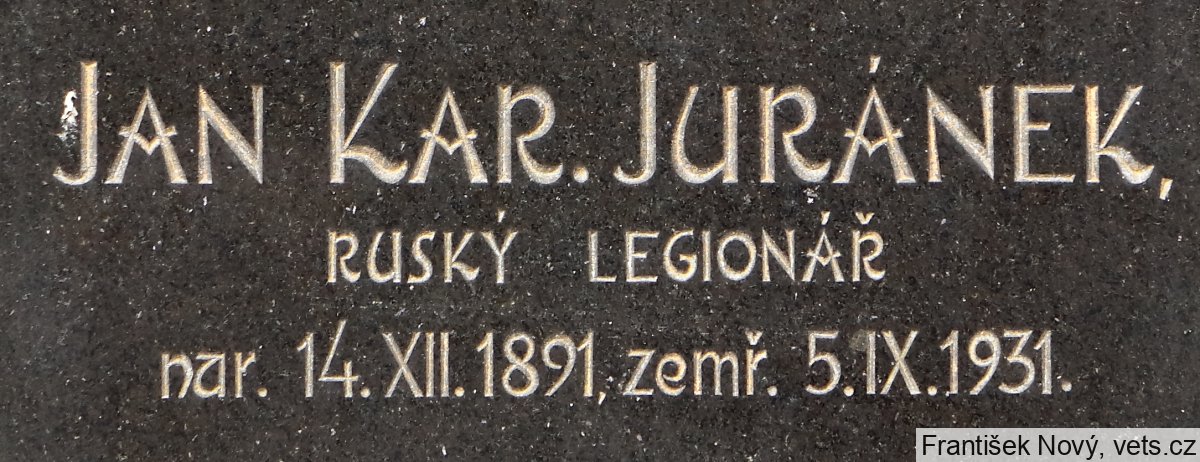 JAN KAR. JURÁNEK,
RUSKÝ LEGIONÁŘ
nar. 14. XII. 1891, zemř. 5. IX. 1931.
František Nový, vets.cz